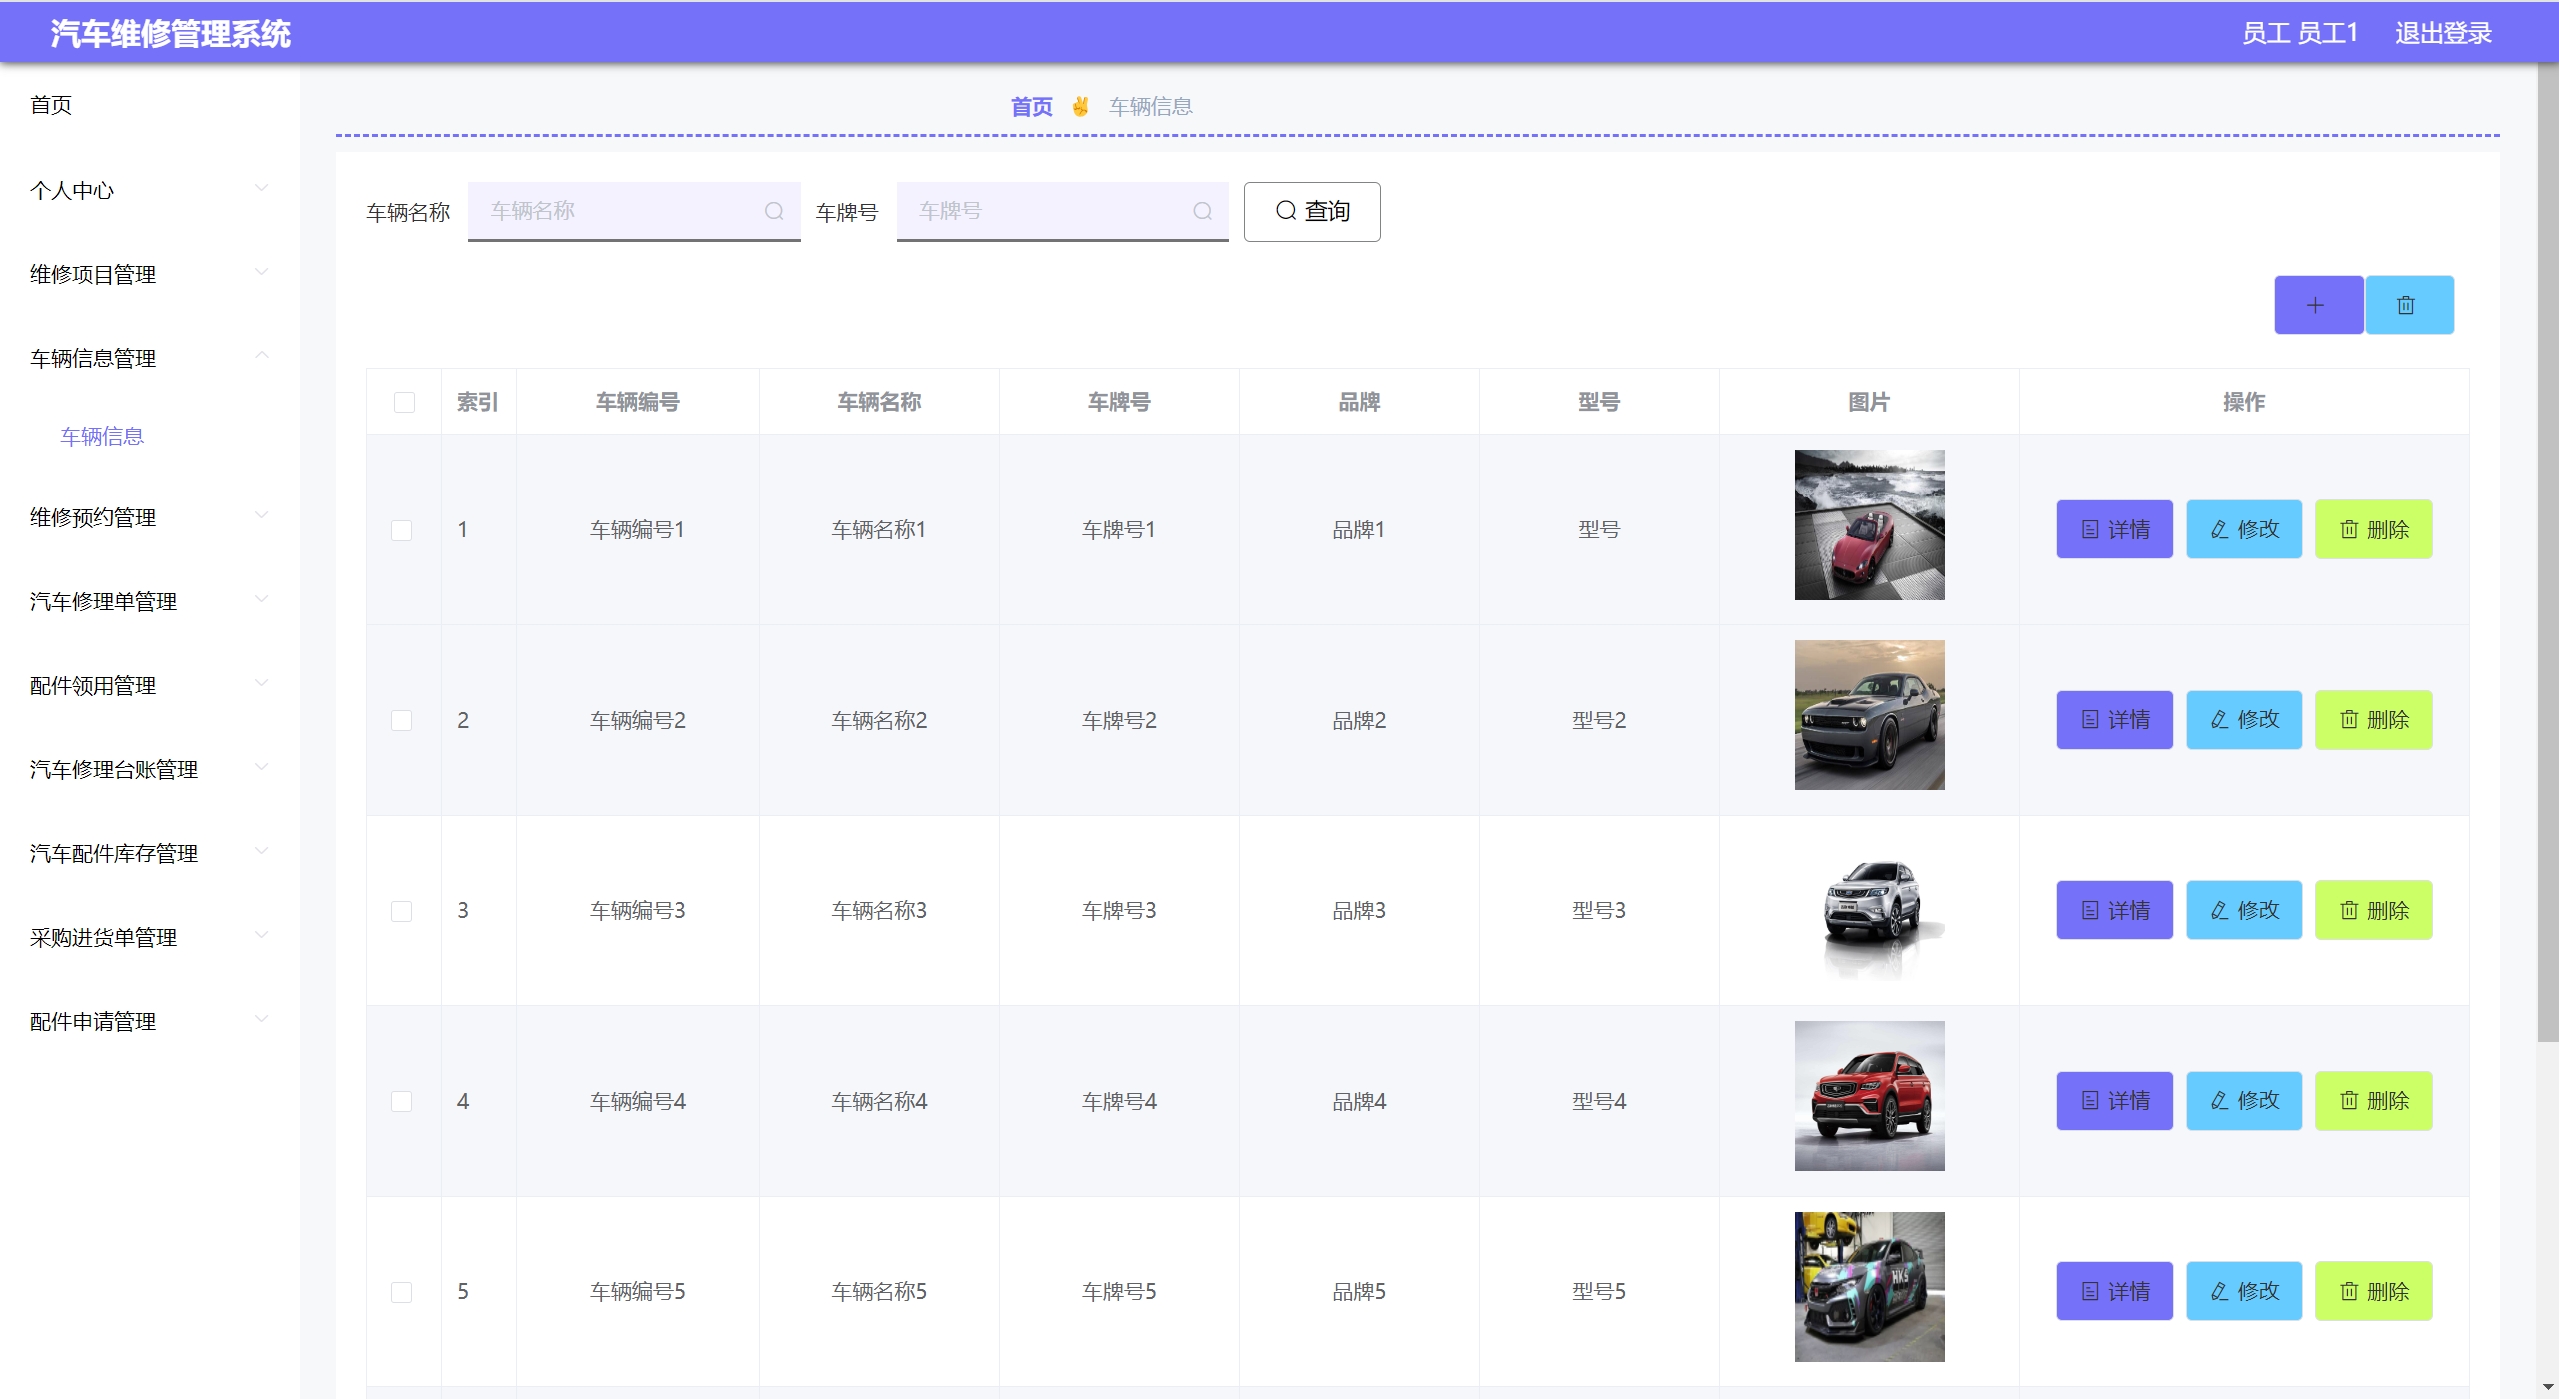 汽车维修管理系统 员工 员工1 退出登录
首页 ✌ 车辆信息
首页
个人中心
维修项目管理
车辆信息管理
车辆信息
维修预约管理
汽车修理单管理
配件领用管理
汽车修理台账管理
汽车配件库存管理
采购进货单管理
配件申请管理
车辆名称 车辆名称 车牌号 车牌号 查询
索引 车辆编号 车辆名称 车牌号 品牌 型号 图片 操作
1 车辆编号1 车辆名称1 车牌号1 品牌1 型号 详情 修改 删除
2 车辆编号2 车辆名称2 车牌号2 品牌2 型号2 详情 修改 删除
3 车辆编号3 车辆名称3 车牌号3 品牌3 型号3 详情 修改 删除
4 车辆编号4 车辆名称4 车牌号4 品牌4 型号4 详情 修改 删除
5 车辆编号5 车辆名称5 车牌号5 品牌5 型号5 HKS 详情 修改 删除